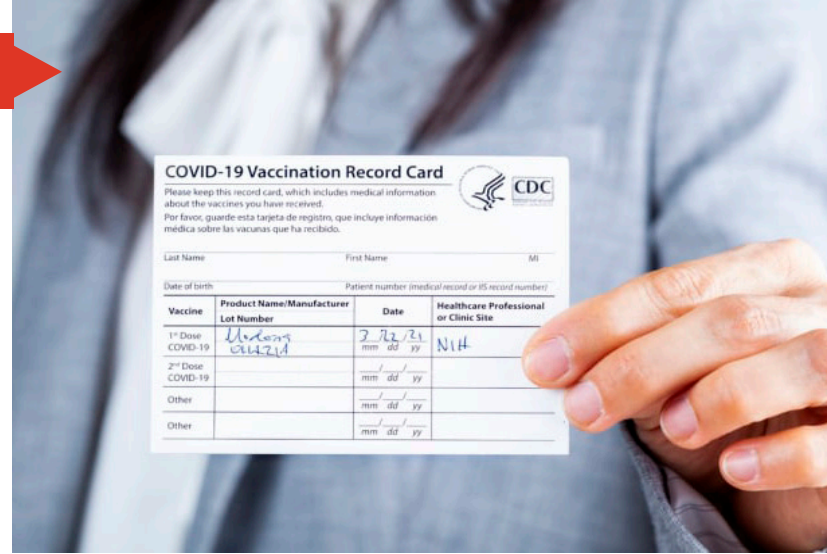 COVID-19 Vaccination Record Card
CDC
Please keep this record card, which includes medical information
about the vaccines you have received.
Por favor, guarde esta tarjeta de registro, que incluye información
médica sobre las vacunas que ha recibido.
Last Name First Name MI
Date of birth Patient number (medical record or IIS record number)
Vaccine Product Name/Manufacturer Lot Number Date Healthcare Professional or Clinic Site
1st Dose COVID-19 3/22/21 mm dd yy NIH
2nd Dose COVID-19 mm dd yy
Other mm dd yy
Other mm dd yy